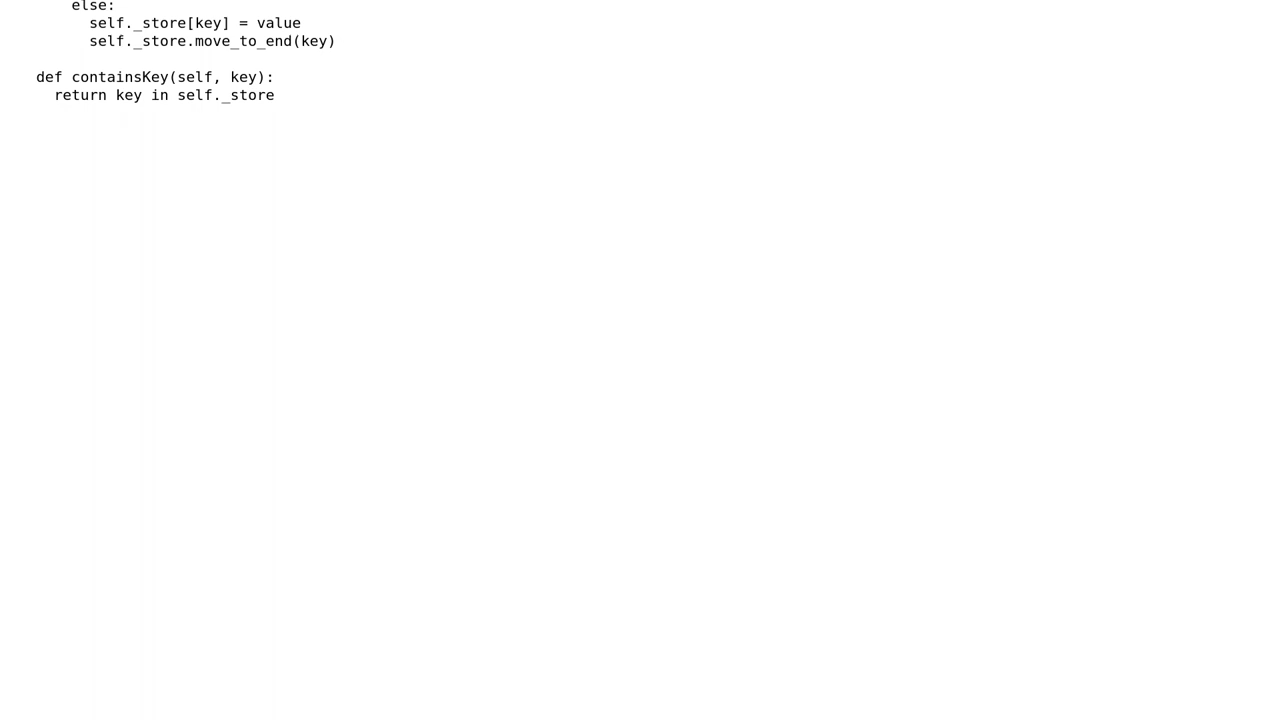 else:
self._store[key] = value
self._store.move_to_end(key)
def containsKey(self, key):
return key in self._store